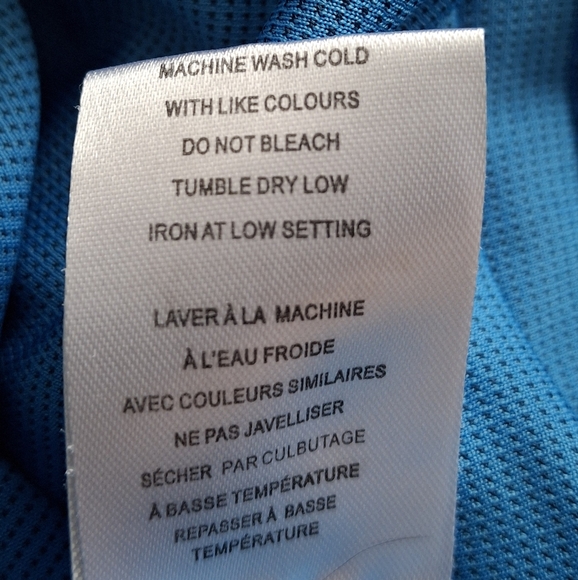 MACHINE WASH COLD
WITH LIKE COLOURS
DO NOT BLEACH
TUMBLE DRY LOW
IRON AT LOW SETTING
LAVER À LA MACHINE
À L'EAU FROIDE
AVEC COULEURS SIMILAIRES
NE PAS JAVELLISER
SÉCHER PAR CULBUTAGE
À BASSE TEMPÉRATURE
REPASSER À BASSE
TEMPÉRATURE